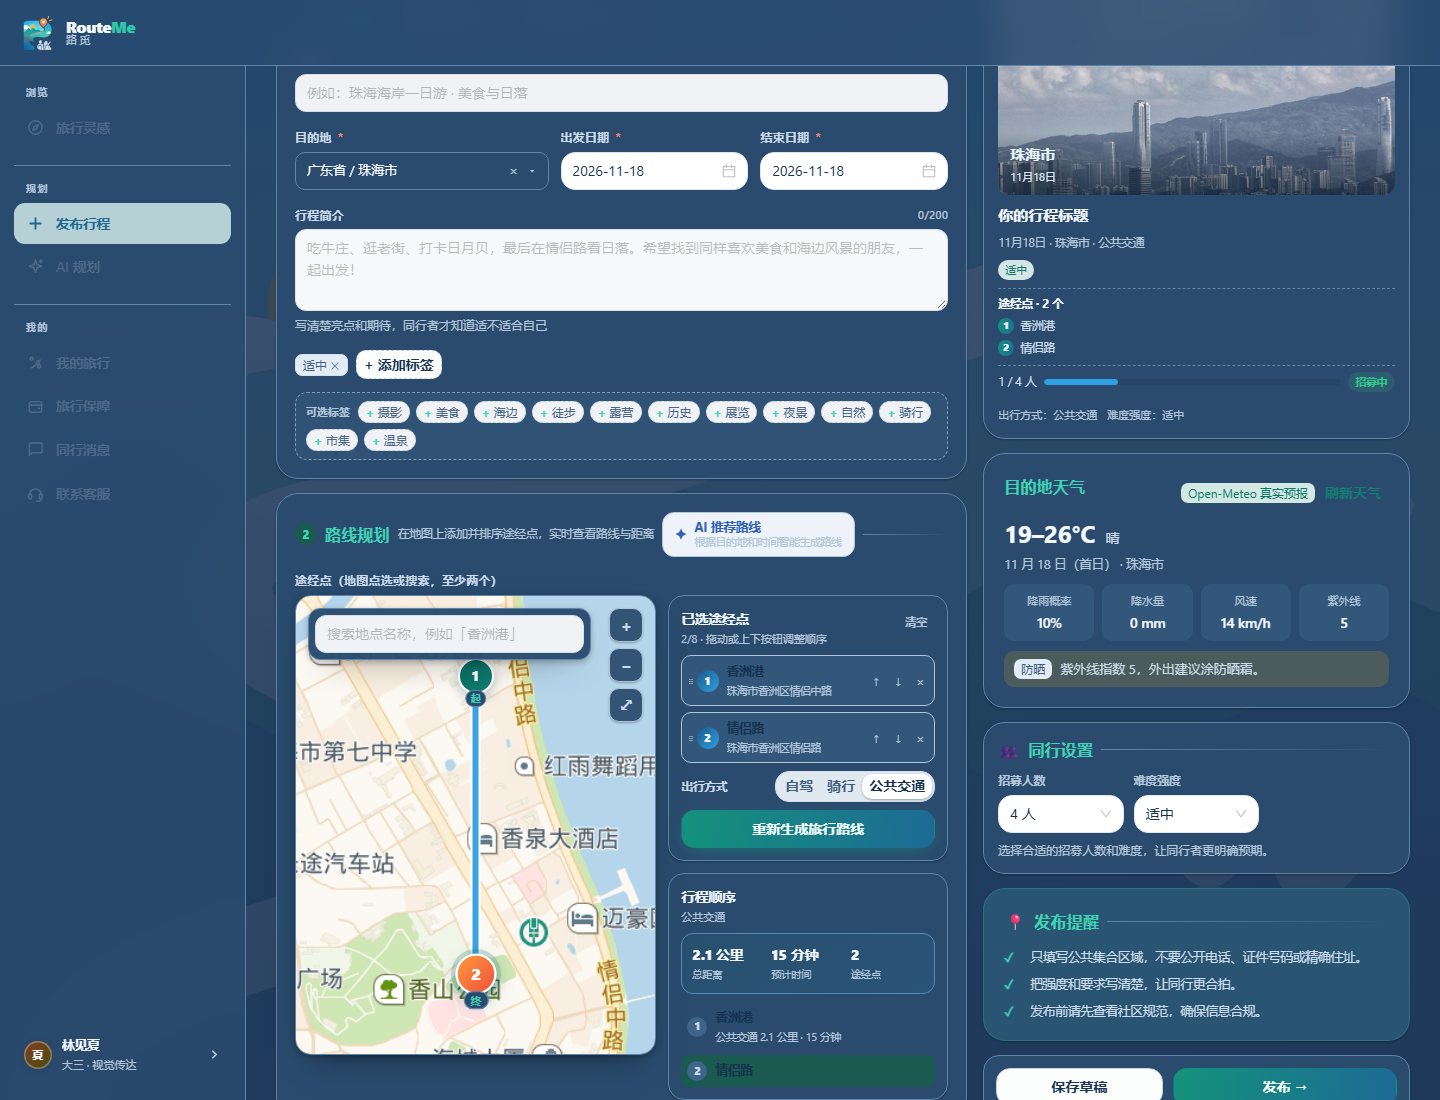 RouteMe
路觅
浏览
旅行灵感
规划
发布行程
AI 规划
我的
我的旅行
旅行保障
同行消息
联系客服
林见夏
大三 · 视觉传达
夏
例如：珠海海岸一日游 · 美食与日落
目的地 *
出发日期 *
结束日期 *
广东省 / 珠海市
2026-11-18
2026-11-18
行程简介
0/200
吃牛庄、逛老街、打卡日月贝，最后在情侣路看日落。希望找到同样喜欢美食和海边风景的朋友，一
起出发！
写清楚亮点和期待，同行者才知道适不适合自己
适中 ×
+ 添加标签
可选标签 + 摄影 + 美食 + 海边 + 徒步 + 露营 + 历史 + 展览 + 夜景 + 自然 + 骑行
+ 市集 + 温泉
2 路线规划 在地图上添加并排序途经点，实时查看路线与距离
AI 推荐路线
根据目的地和时间智能生成路线
途经点（地图点选或搜索，至少两个）
搜索地点名称，例如「香洲港」
+
−
1
起
情侣中路
市第七中学
红雨舞蹈用
香泉大酒店
途汽车站
迈豪
2
终
广场
香山公园
情侣中路
已选途经点
清空
2/8 · 拖动或上下按钮调整顺序
1 香洲港 ↑ ↓ ×
珠海市香洲区情侣中路
2 情侣路 ↑ ↓ ×
珠海市香洲区情侣路
出行方式 自驾 骑行 公共交通
重新生成旅行路线
行程顺序
公共交通
2.1 公里 15 分钟 2
总距离 预计时间 途经点
1 香洲港
公共交通 2.1 公里 · 15 分钟
2 情侣路
珠海市
11月18日
你的行程标题
11月18日 · 珠海市 · 公共交通
适中
途经点 · 2 个
1 香洲港
2 情侣路
1 / 4 人 招募中
出行方式：公共交通 难度强度：适中
目的地天气
Open-Meteo 真实预报 刷新天气
19–26°C 晴
11 月 18 日（首日） · 珠海市
降雨概率 降水量 风速 紫外线
10% 0 mm 14 km/h 5
防晒 紫外线指数 5，外出建议涂防晒霜。
同行设置
招募人数 难度强度
4 人 适中
选择合适的招募人数和难度，让同行者更明确预期。
发布提醒
✓ 只填写公共集合区域，不要公开电话、证件号码或精确住址。
✓ 把强度和要求写清楚，让同行更合拍。
✓ 发布前请先查看社区规范，确保信息合规。
保存草稿 发布 →